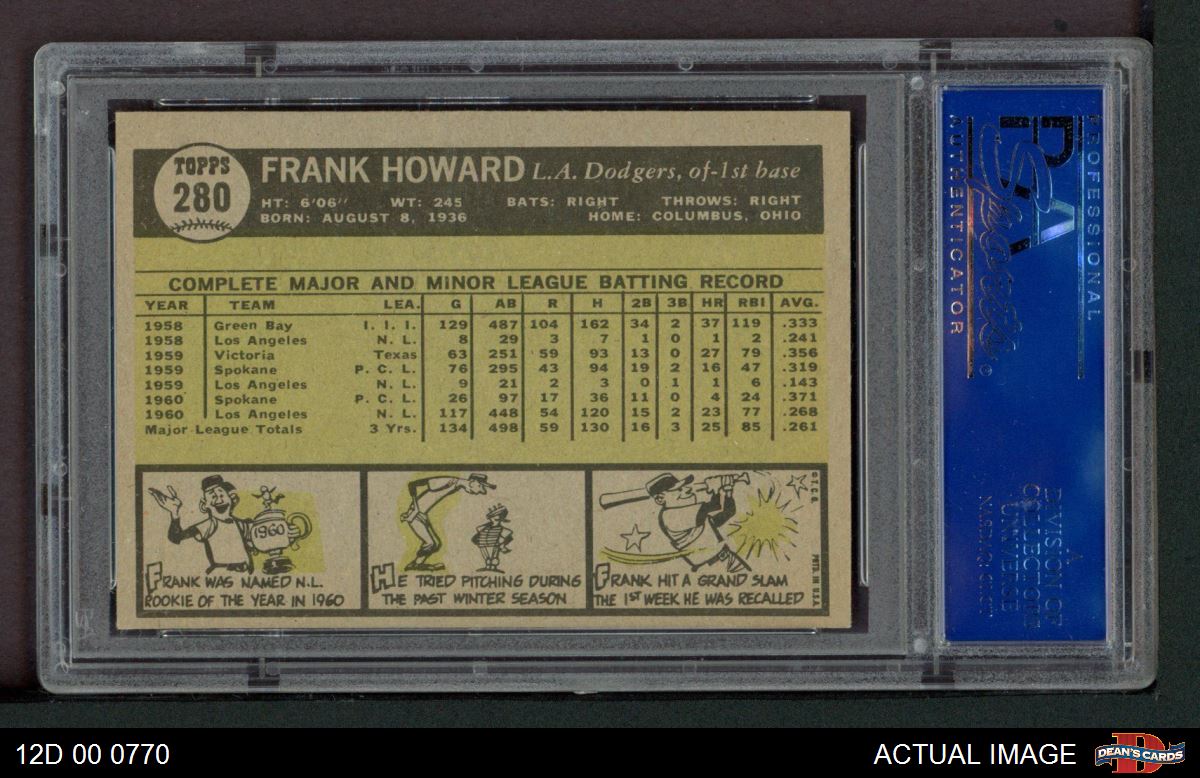 TOPPS
280
FRANK HOWARD L.A. Dodgers, of-1st base
HT: 6'06" WT: 245 BATS: RIGHT THROWS: RIGHT
BORN: AUGUST 8, 1936 HOME: COLUMBUS, OHIO
COMPLETE MAJOR AND MINOR LEAGUE BATTING RECORD
YEAR TEAM LEA. G AB R H 2B 3B HR RBI AVG.
1958 Green Bay I. I. I. 129 487 104 162 34 2 37 119 .333
1958 Los Angeles N. L. 8 29 3 7 1 0 1 2 .241
1959 Victoria Texas 63 251 59 93 13 0 27 79 .356
1959 Spokane P. C. L. 76 295 43 94 19 2 16 47 .319
1959 Los Angeles N. L. 9 21 2 3 0 1 1 6 .143
1960 Spokane P. C. L. 26 97 17 36 11 0 4 24 .371
1960 Los Angeles N. L. 117 448 54 120 15 2 23 77 .268
Major League Totals 3 Yrs. 134 498 59 130 16 3 25 85 .261
1960
FRANK WAS NAMED N.L.
ROOKIE OF THE YEAR IN 1960
HE TRIED PITCHING DURING
THE PAST WINTER SEASON
FRANK HIT A GRAND SLAM
THE 1ST WEEK HE WAS RECALLED
© T.C.G.
PRTD. IN U.S.A.
PROFESSIONAL
PSA
Sports
AUTHENTICATOR
A
DIVISION OF
COLLECTORS
UNIVERSE
12D 00 0770
ACTUAL IMAGE
DEAN'S CARDS